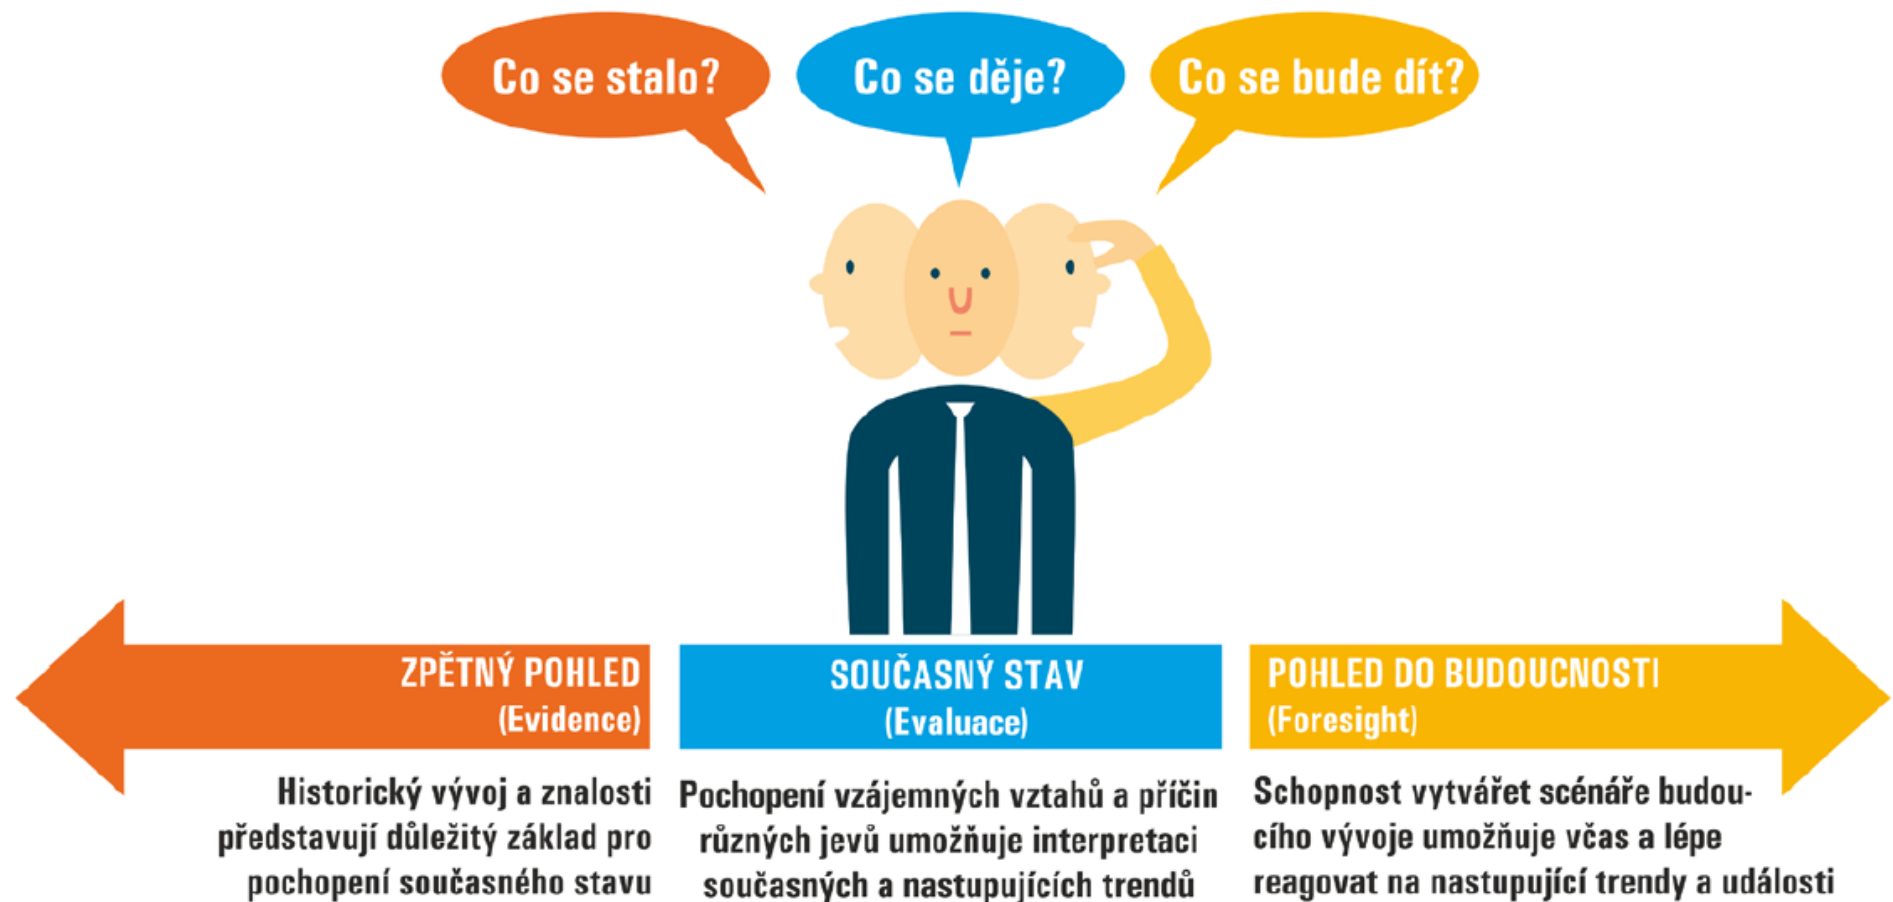 Co se stalo?
Co se děje?
Co se bude dít?
ZPĚTNÝ POHLED
(Evidence)
Historický vývoj a znalosti
představují důležitý základ pro
pochopení současného stavu
SOUČASNÝ STAV
(Evaluace)
Pochopení vzájemných vztahů a příčin
různých jevů umožňuje interpretaci
současných a nastupujících trendů
POHLED DO BUDOUCNOSTI
(Foresight)
Schopnost vytvářet scénáře budou-
cího vývoje umožňuje včas a lépe
reagovat na nastupující trendy a události